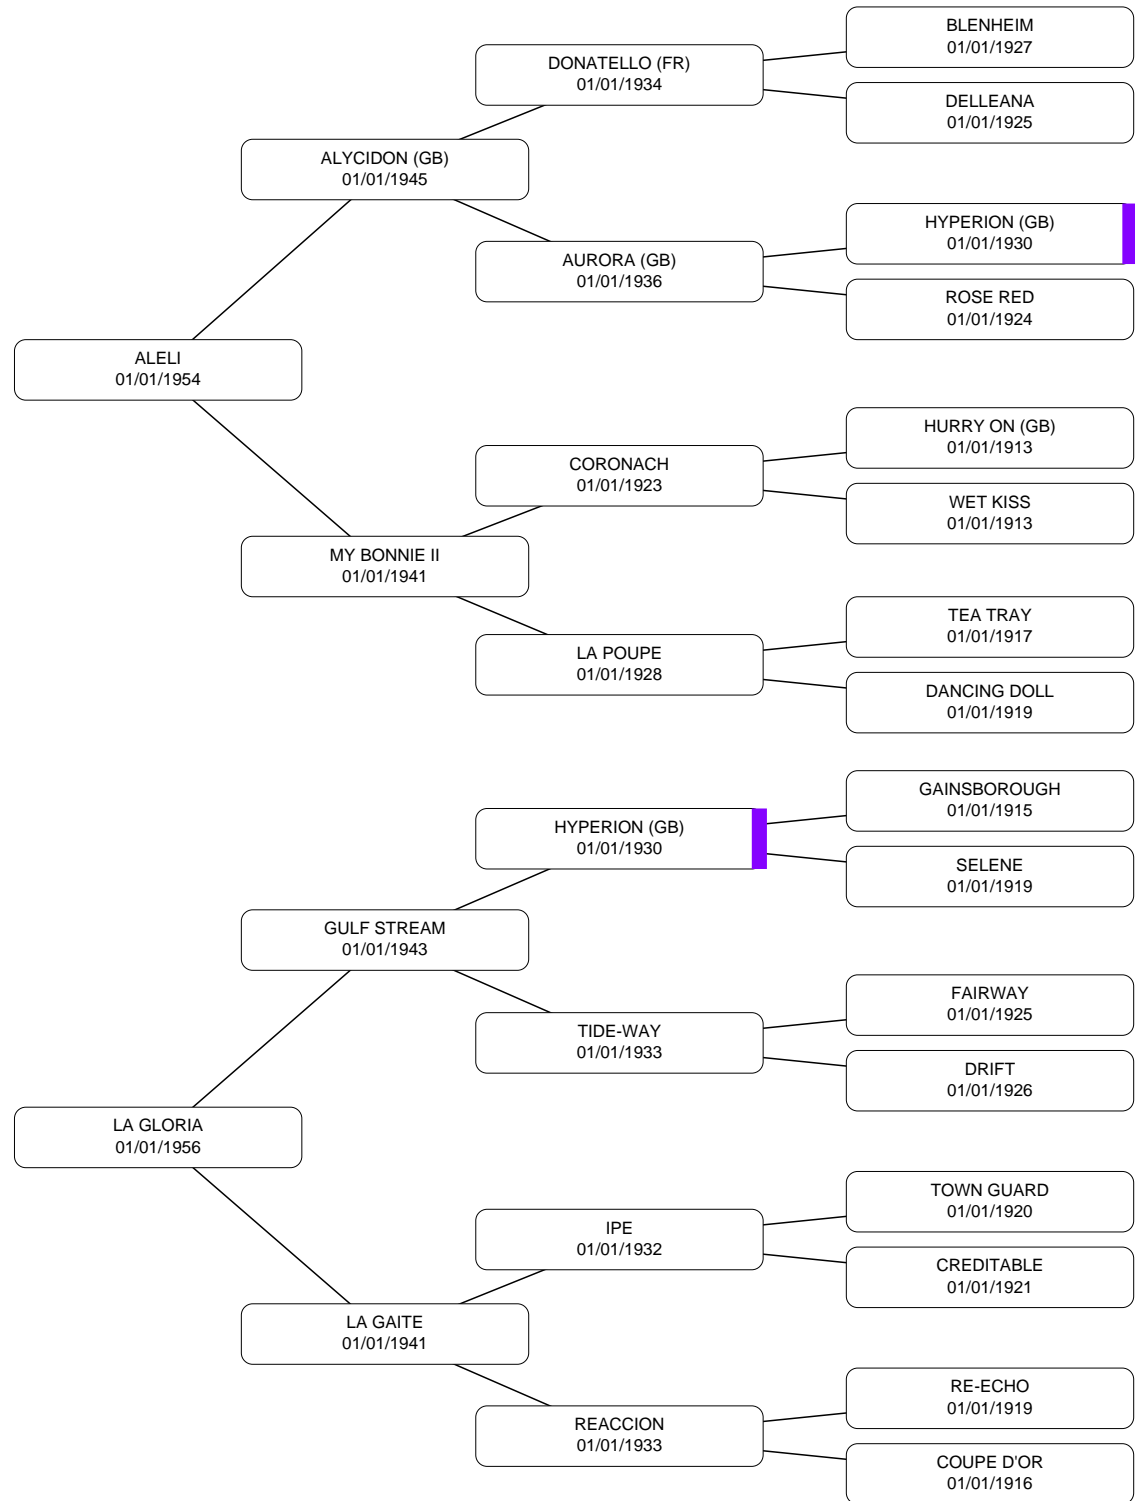 BLENHEIM
01/01/1927
DONATELLO (FR)
01/01/1934
DELLEANA
01/01/1925
ALYCIDON (GB)
01/01/1945
HYPERION (GB)
01/01/1930
AURORA (GB)
01/01/1936
ROSE RED
01/01/1924
ALELI
01/01/1954
HURRY ON (GB)
01/01/1913
CORONACH
01/01/1923
WET KISS
01/01/1913
MY BONNIE II
01/01/1941
TEA TRAY
01/01/1917
LA POUPE
01/01/1928
DANCING DOLL
01/01/1919
GAINSBOROUGH
01/01/1915
HYPERION (GB)
01/01/1930
SELENE
01/01/1919
GULF STREAM
01/01/1943
FAIRWAY
01/01/1925
TIDE-WAY
01/01/1933
DRIFT
01/01/1926
LA GLORIA
01/01/1956
TOWN GUARD
01/01/1920
IPE
01/01/1932
CREDITABLE
01/01/1921
LA GAITE
01/01/1941
RE-ECHO
01/01/1919
REACCION
01/01/1933
COUPE D'OR
01/01/1916